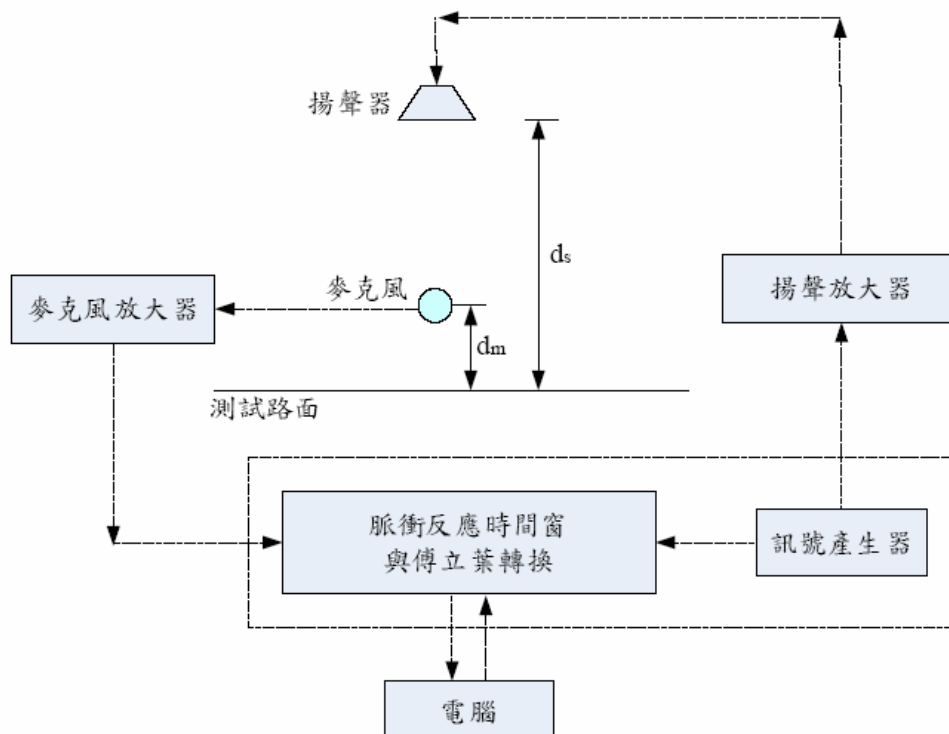 揚聲器
ds
麥克風
麥克風放大器
揚聲放大器
dm
測試路面
脈衝反應時間窗
與傅立葉轉換
訊號產生器
電腦